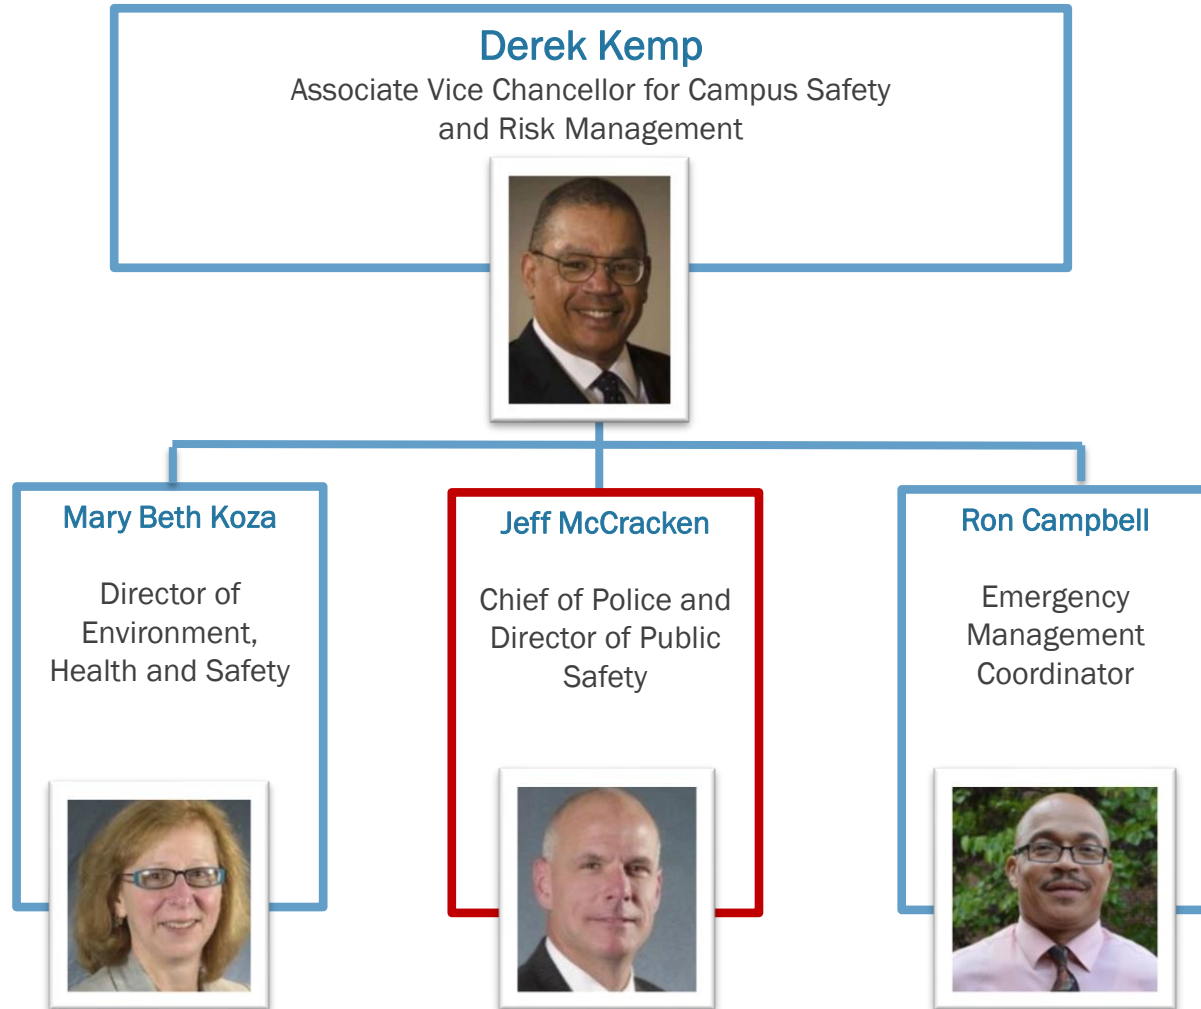 Derek Kemp
Associate Vice Chancellor for Campus Safety
and Risk Management
Mary Beth Koza
Director of
Environment,
Health and Safety
Jeff McCracken
Chief of Police and
Director of Public
Safety
Ron Campbell
Emergency
Management
Coordinator